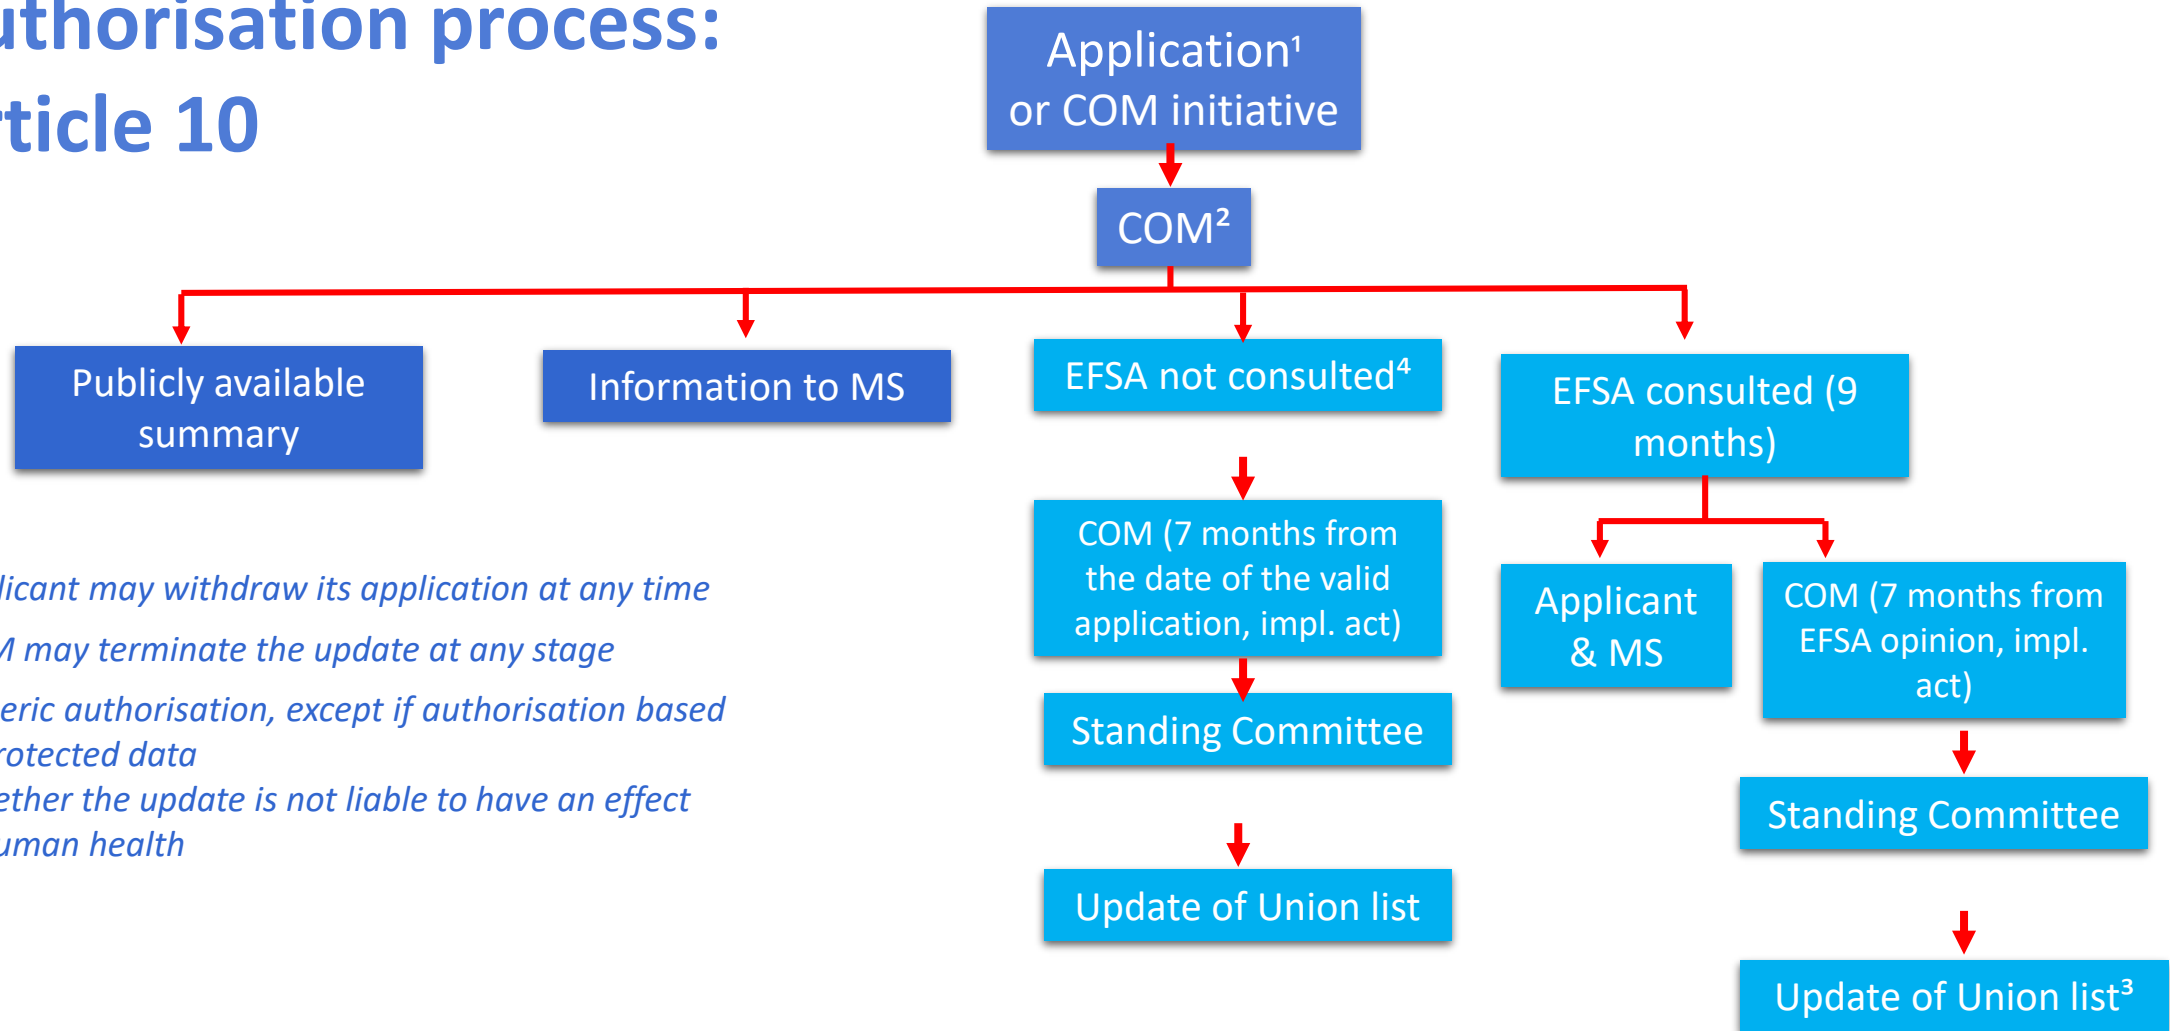 uthorisation process:
rticle 10
Application¹
or COM initiative
COM²
Publicly available
summary
Information to MS
EFSA not consulted⁴
EFSA consulted (9
months)
COM (7 months from
the date of the valid
application, impl. act)
Applicant
& MS
COM (7 months from
EFSA opinion, impl.
act)
Standing Committee
Standing Committee
Update of Union list
Update of Union list³
licant may withdraw its application at any time
M may terminate the update at any stage
eric authorisation, except if authorisation based
rotected data
ether the update is not liable to have an effect
uman health